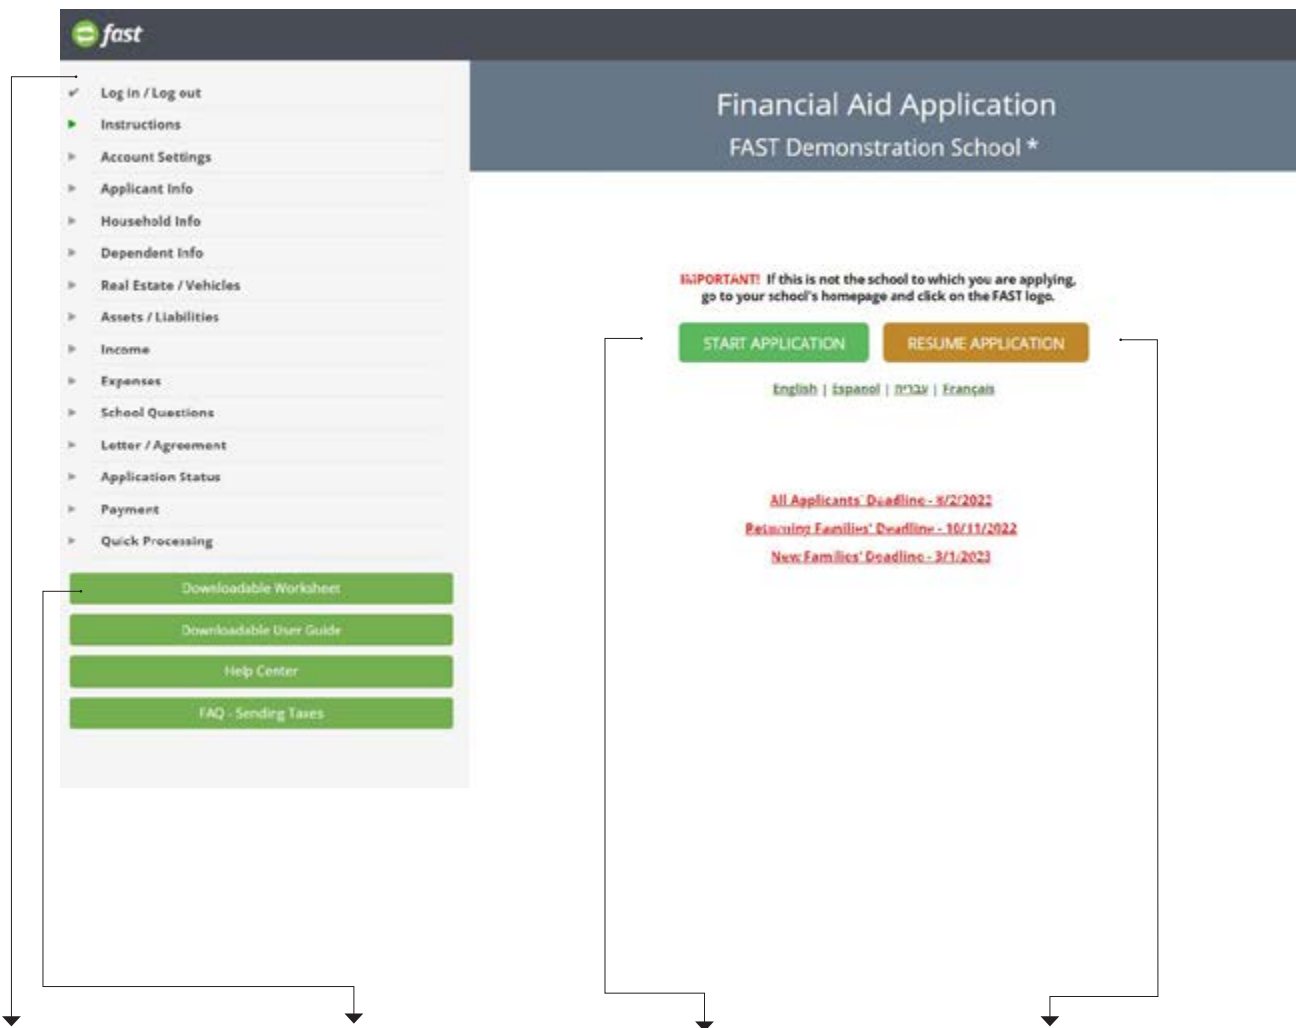 fast
Log in / Log out
Instructions
Account Settings
Applicant Info
Household Info
Dependent Info
Real Estate / Vehicles
Assets / Liabilities
Income
Expenses
School Questions
Letter / Agreement
Application Status
Payment
Quick Processing
Downloadable Worksheet
Downloadable User Guide
Help Center
FAQ - Sending Taxes
Financial Aid Application
FAST Demonstration School *
IMPORTANT! If this is not the school to which you are applying,
go to your school's homepage and click on the FAST logo.
START APPLICATION RESUME APPLICATION
English | Espanol | עברית | Français
All Applicants' Deadline - 8/2/2022
Returning Families' Deadline - 10/11/2022
New Families' Deadline - 3/1/2023